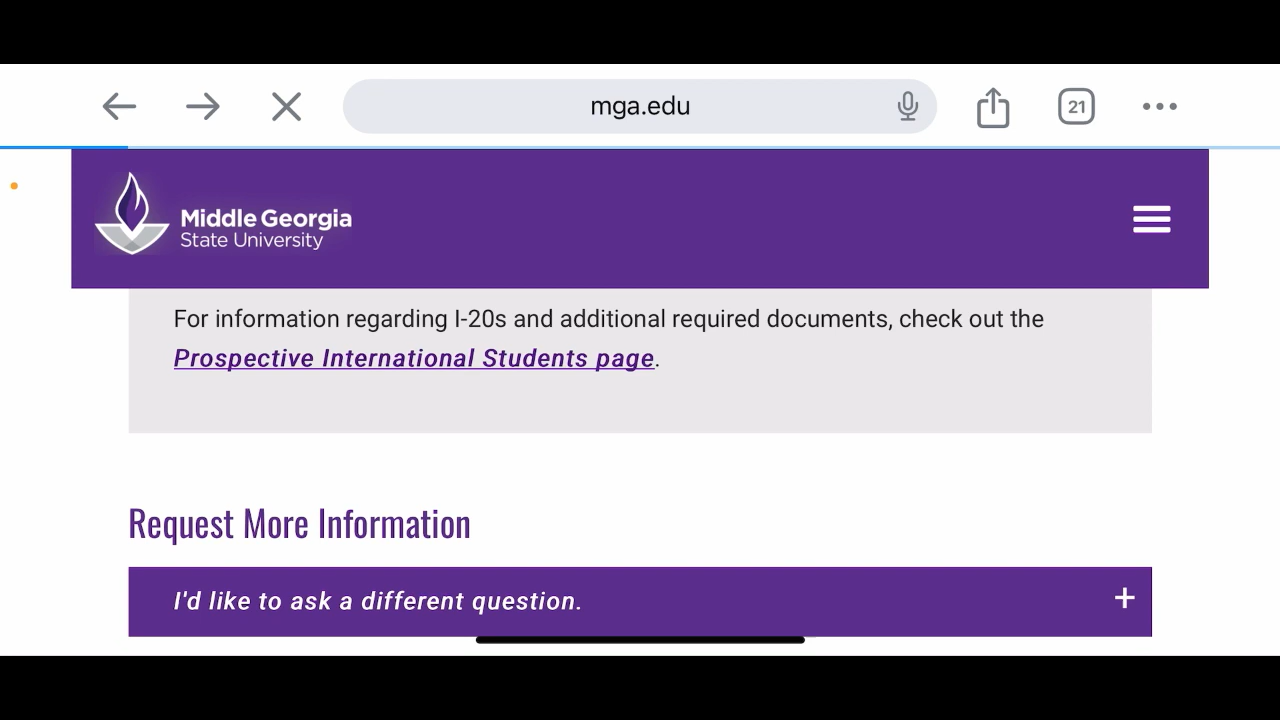 mga.edu
21
Middle Georgia
State University
For information regarding I-20s and additional required documents, check out the
Prospective International Students page.
Request More Information
I'd like to ask a different question.
+